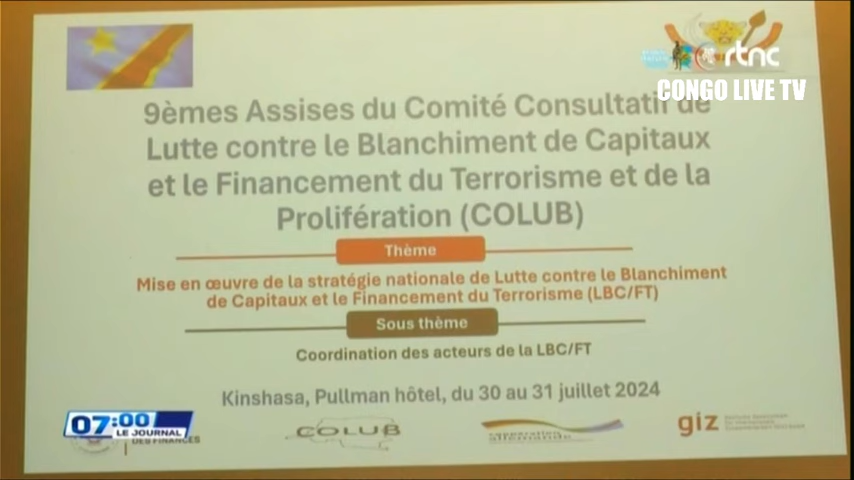 rtnc
CONGO LIVE TV
9èmes Assises du Comité Consultatif de
Lutte contre le Blanchiment de Capitaux
et le Financement du Terrorisme et de la
Prolifération (COLUB)
Thème
Mise en œuvre de la stratégie nationale de Lutte contre le Blanchiment
de Capitaux et le Financement du Terrorisme (LBC/FT)
Sous thème
Coordination des acteurs de la LBC/FT
Kinshasa, Pullman hôtel, du 30 au 31 juillet 2024
07:00
LE JOURNAL
DES FINANCES
COLUB
coopération
allemande
giz